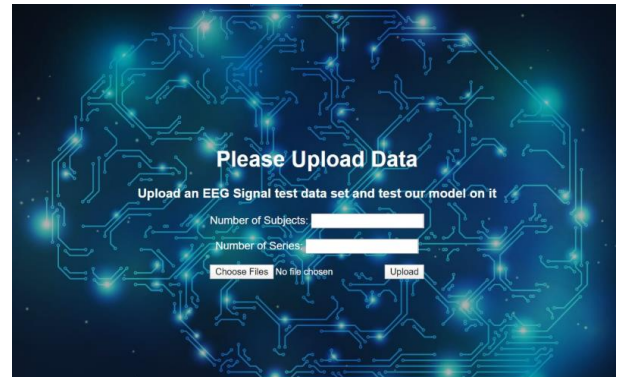 Please Upload Data
Upload an EEG Signal test data set and test our model on it
Number of Subjects:
Number of Series:
Choose Files No file chosen Upload